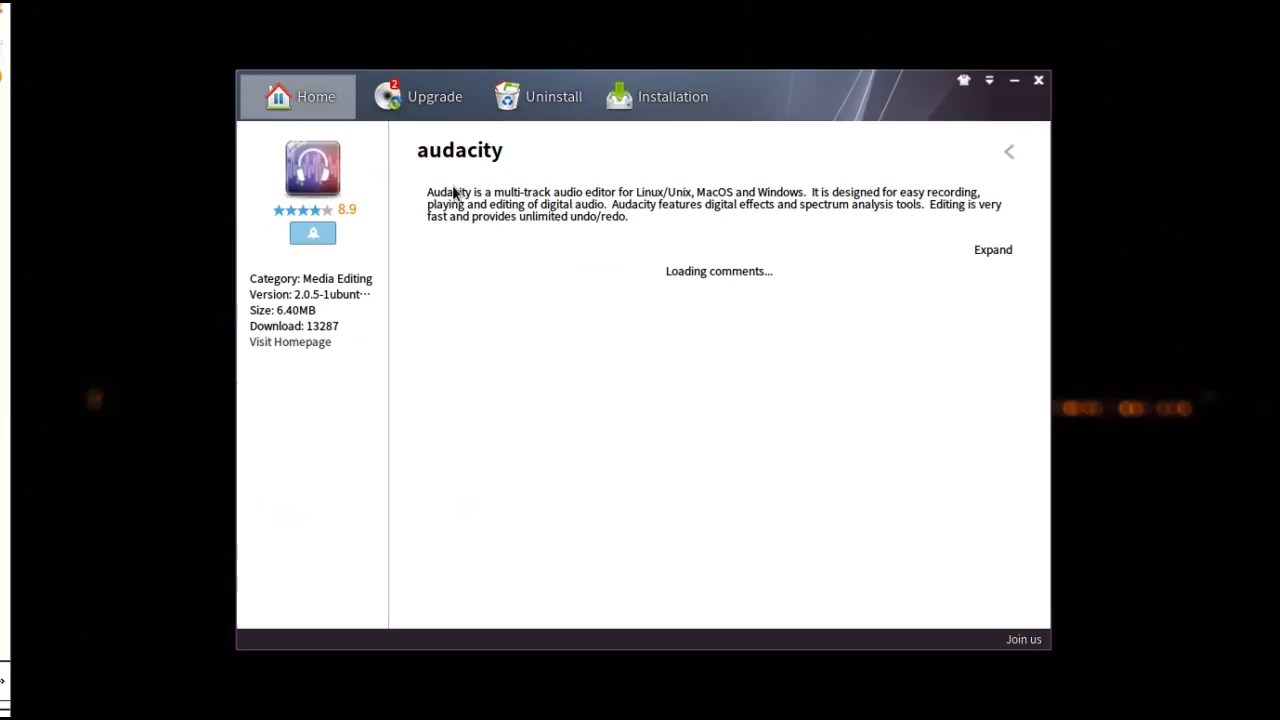 Home
2
Upgrade
Uninstall
Installation
audacity
8.9
Audacity is a multi-track audio editor for Linux/Unix, MacOS and Windows. It is designed for easy recording,
playing and editing of digital audio. Audacity features digital effects and spectrum analysis tools. Editing is very
fast and provides unlimited undo/redo.
Expand
Loading comments...
Category: Media Editing
Version: 2.0.5-1ubunt···
Size: 6.40MB
Download: 13287
Visit Homepage
Join us